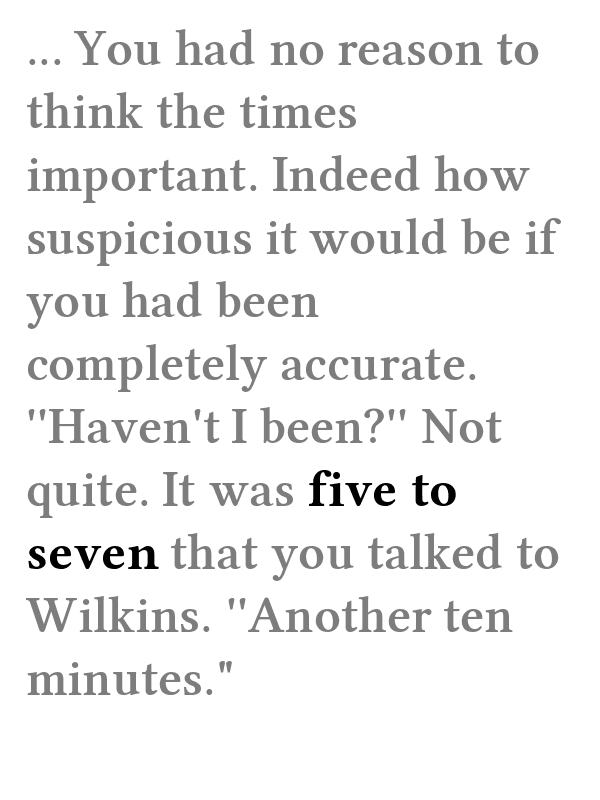 ... You had no reason to
think the times
important. Indeed how
suspicious it would be if
you had been
completely accurate.
''Haven't I been?'' Not
quite. It was five to
seven that you talked to
Wilkins. ''Another ten
minutes."